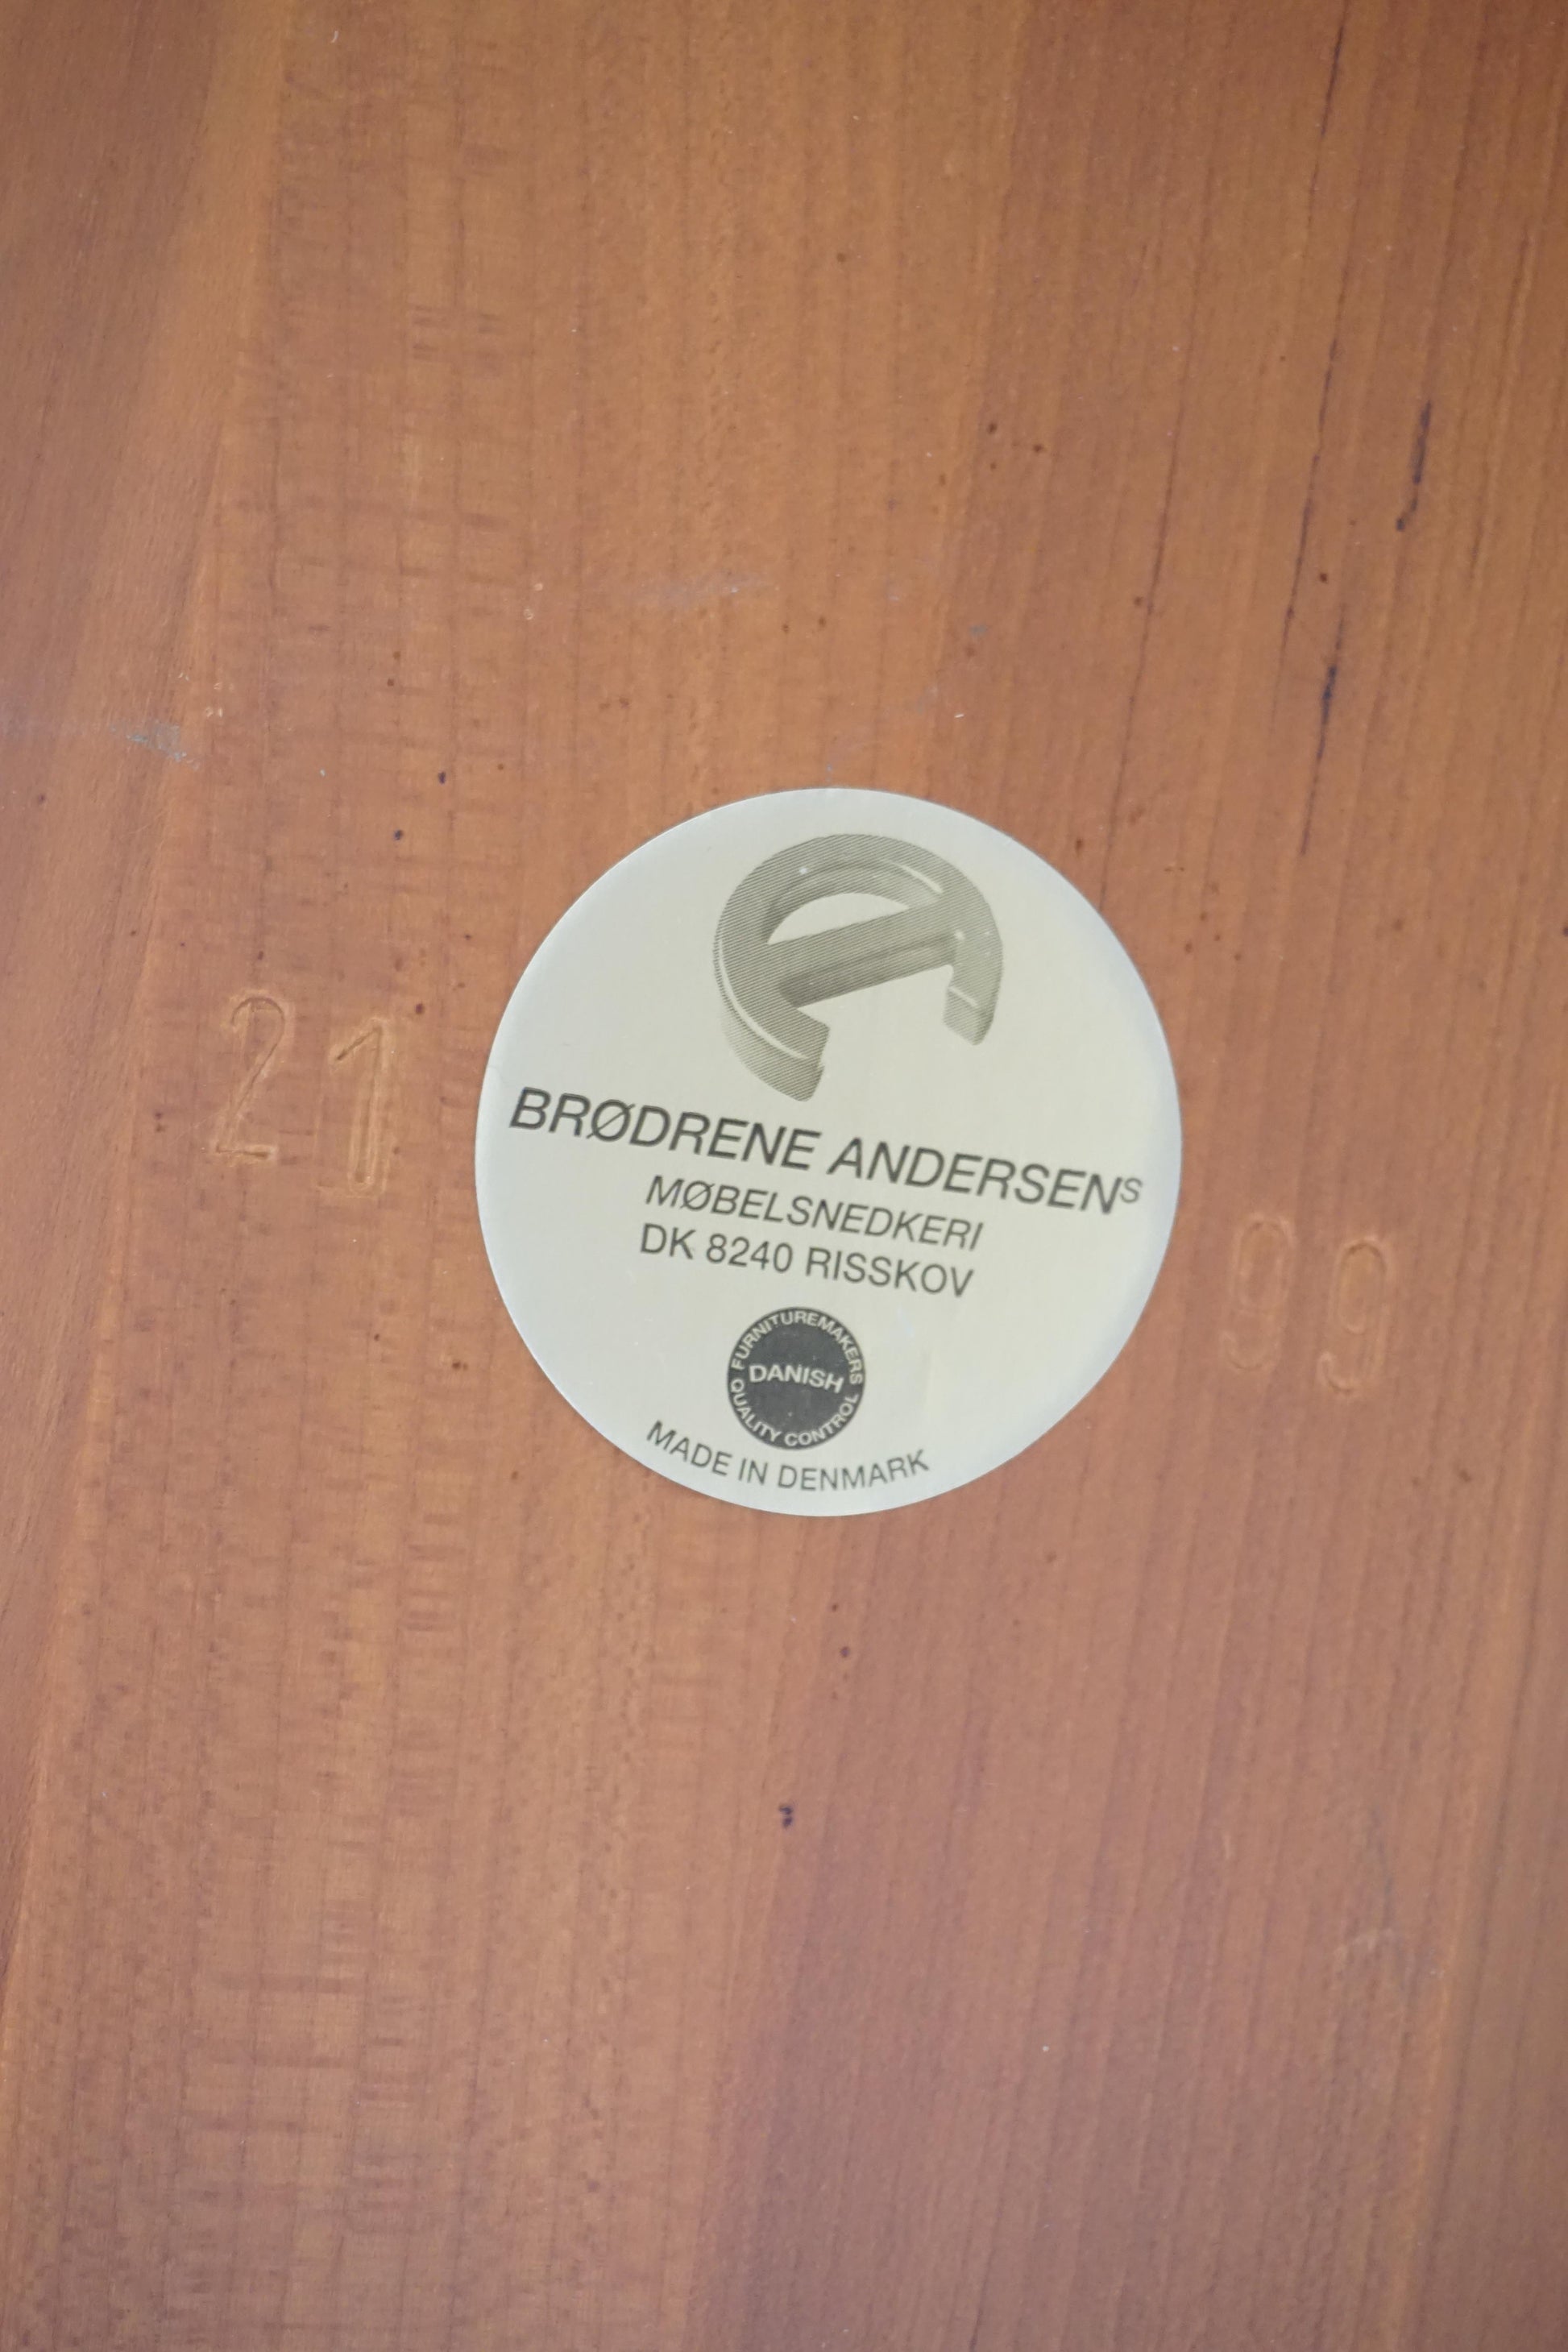 21
BRØDRENE ANDERSENS
MØBELSNEDKERI
DK 8240 RISSKOV
99
FURNITUREMAKERS
DANISH
QUALITY CONTROL
MADE IN DENMARK